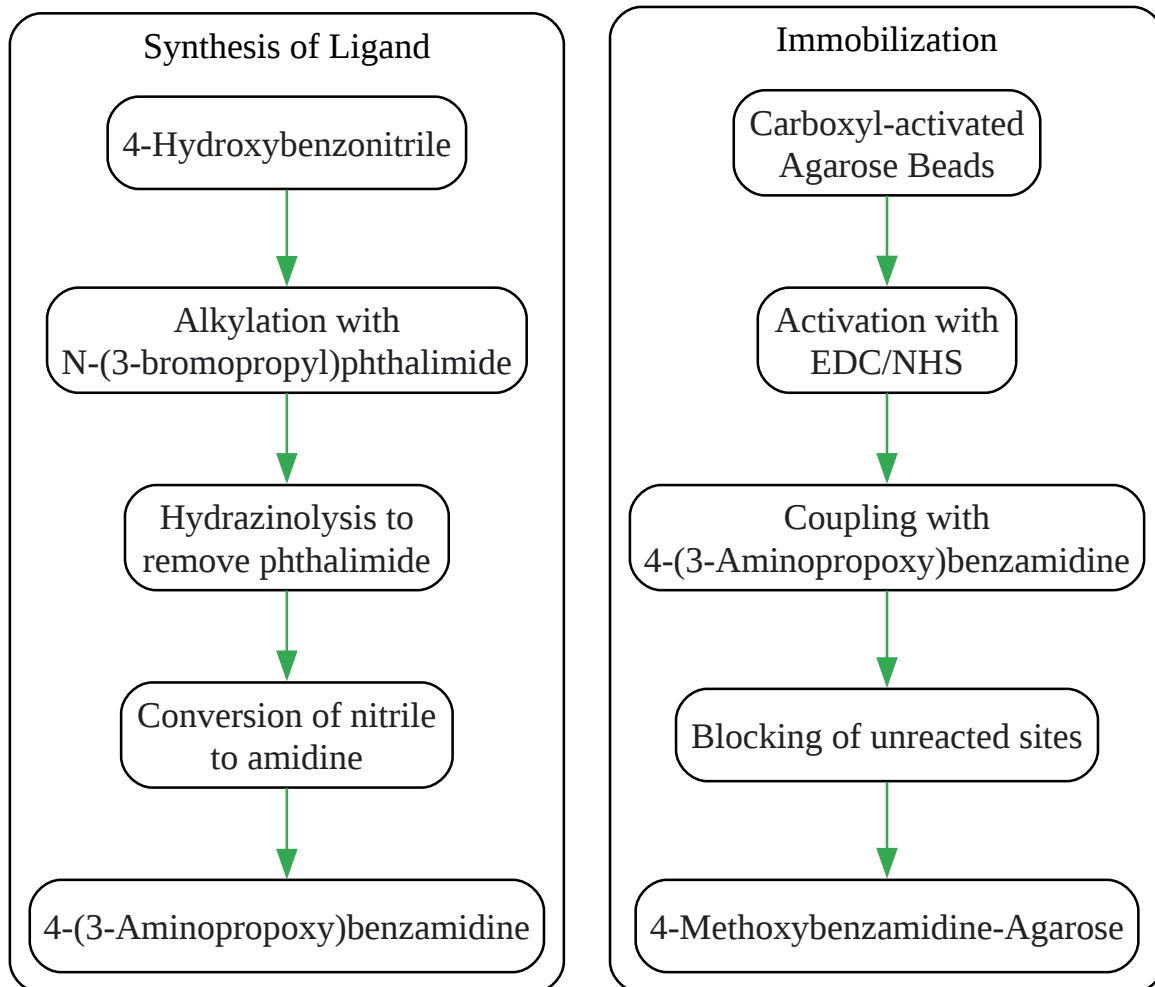 Synthesis of Ligand
4-Hydroxybenzonitrile
Alkylation with
N-(3-bromopropyl)phthalimide
Hydrazinolysis to
remove phthalimide
Conversion of nitrile
to amidine
4-(3-Aminopropoxy)benzamidine
Immobilization
Carboxyl-activated
Agarose Beads
Activation with
EDC/NHS
Coupling with
4-(3-Aminopropoxy)benzamidine
Blocking of unreacted sites
4-Methoxybenzamidine-Agarose